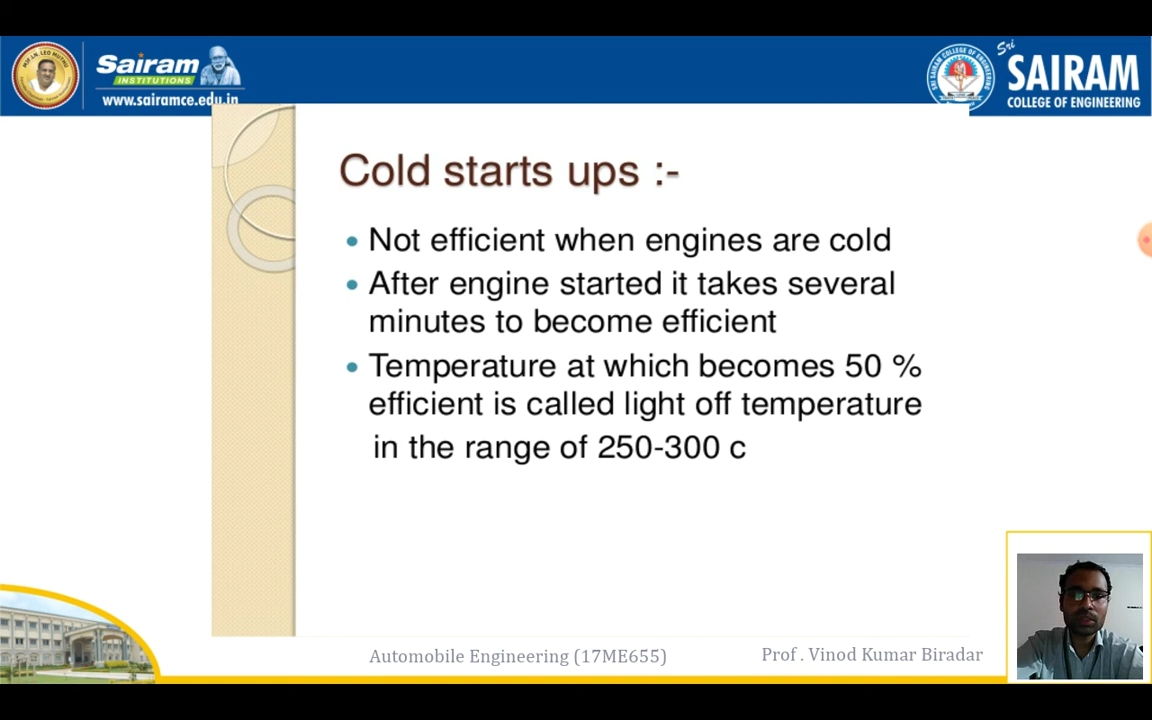 Sairam
INSTITUTIONS
www.sairamce.edu.in
Sri
SAIRAM
COLLEGE OF ENGINEERING
Cold starts ups :-
• Not efficient when engines are cold
• After engine started it takes several
minutes to become efficient
• Temperature at which becomes 50 %
efficient is called light off temperature
in the range of 250-300 c
Automobile Engineering (17ME655)
Prof . Vinod Kumar Biradar